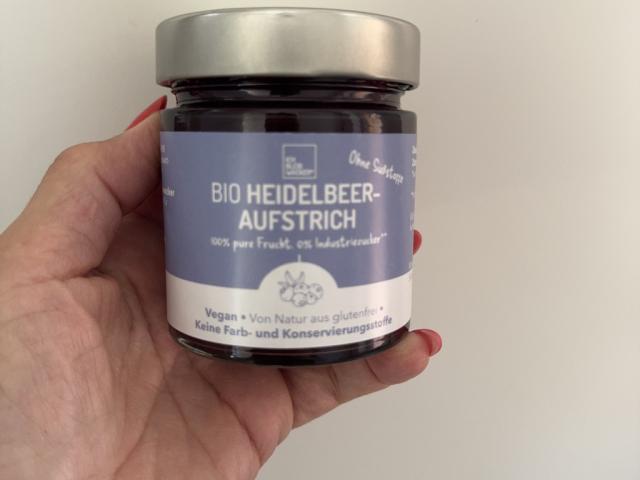 Ohne Süßstoffe
BIO HEIDELBEER-
AUFSTRICH
100% pure Frucht. 0% Industriezucker**
Vegan • Von Natur aus glutenfrei •
Keine Farb- und Konservierungsstoffe